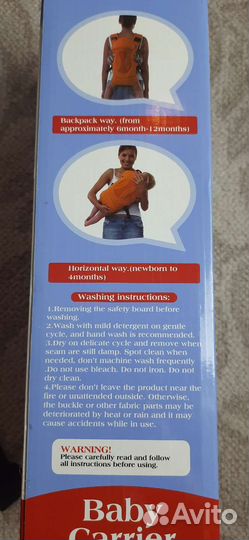 Backpack way. (from
approximately 6month-12months)
Horizontal way.(newborn to
4months)
Washing instructions:
1.Removing the safety board before
washing.
2.Wash with mild detergent on gentle
cycle, and hand wash is recommended.
3.Dry on delicate cycle and remove when
seam are still damp. Spot clean when
needed, don't machine wash frequently
.Do not use bleach. Do not iron. Do not
dry clean.
4.Please don't leave the product near the
fire or unattended outside. Otherwise,
the buckle or other fabric parts may be
deteriorated by heat or rain and it may
cause accidents while in use.
WARNING!
Please carefully read and follow
all instructions before using.
Baby
Carrier
Avito